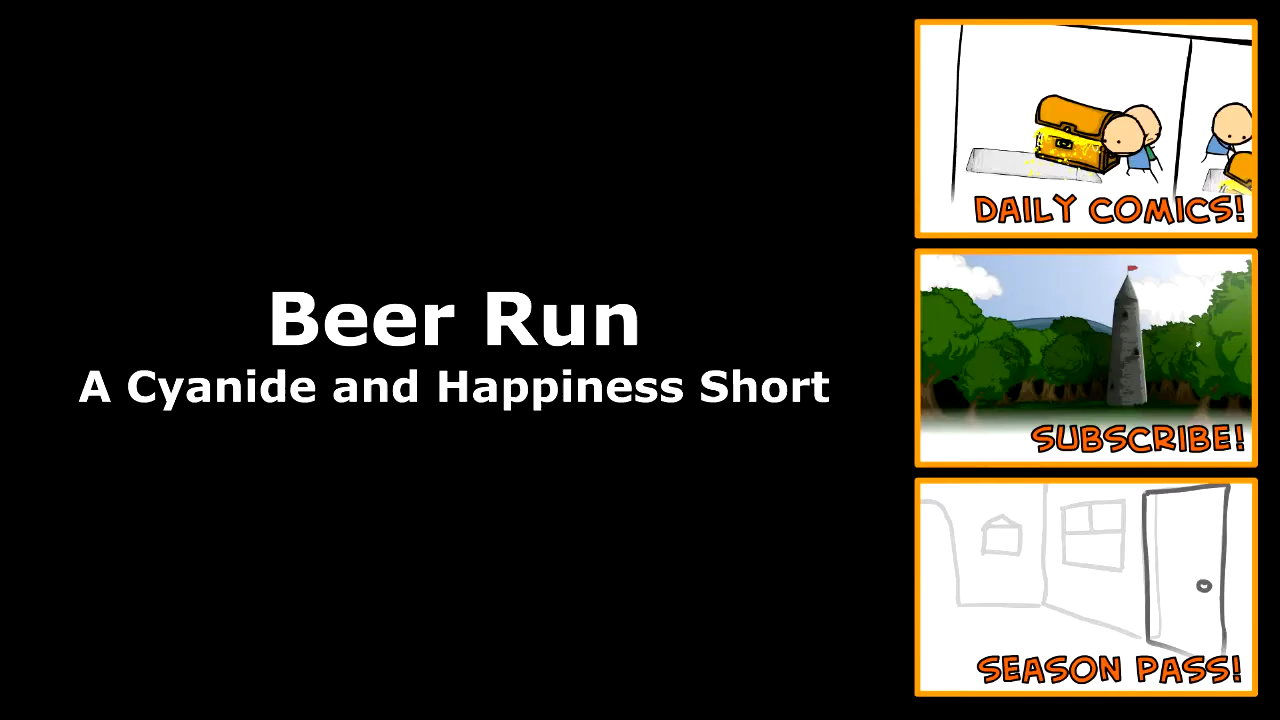 Beer Run
A Cyanide and Happiness Short
DAILY COMICS!
SUBSCRIBE!
SEASON PASS!